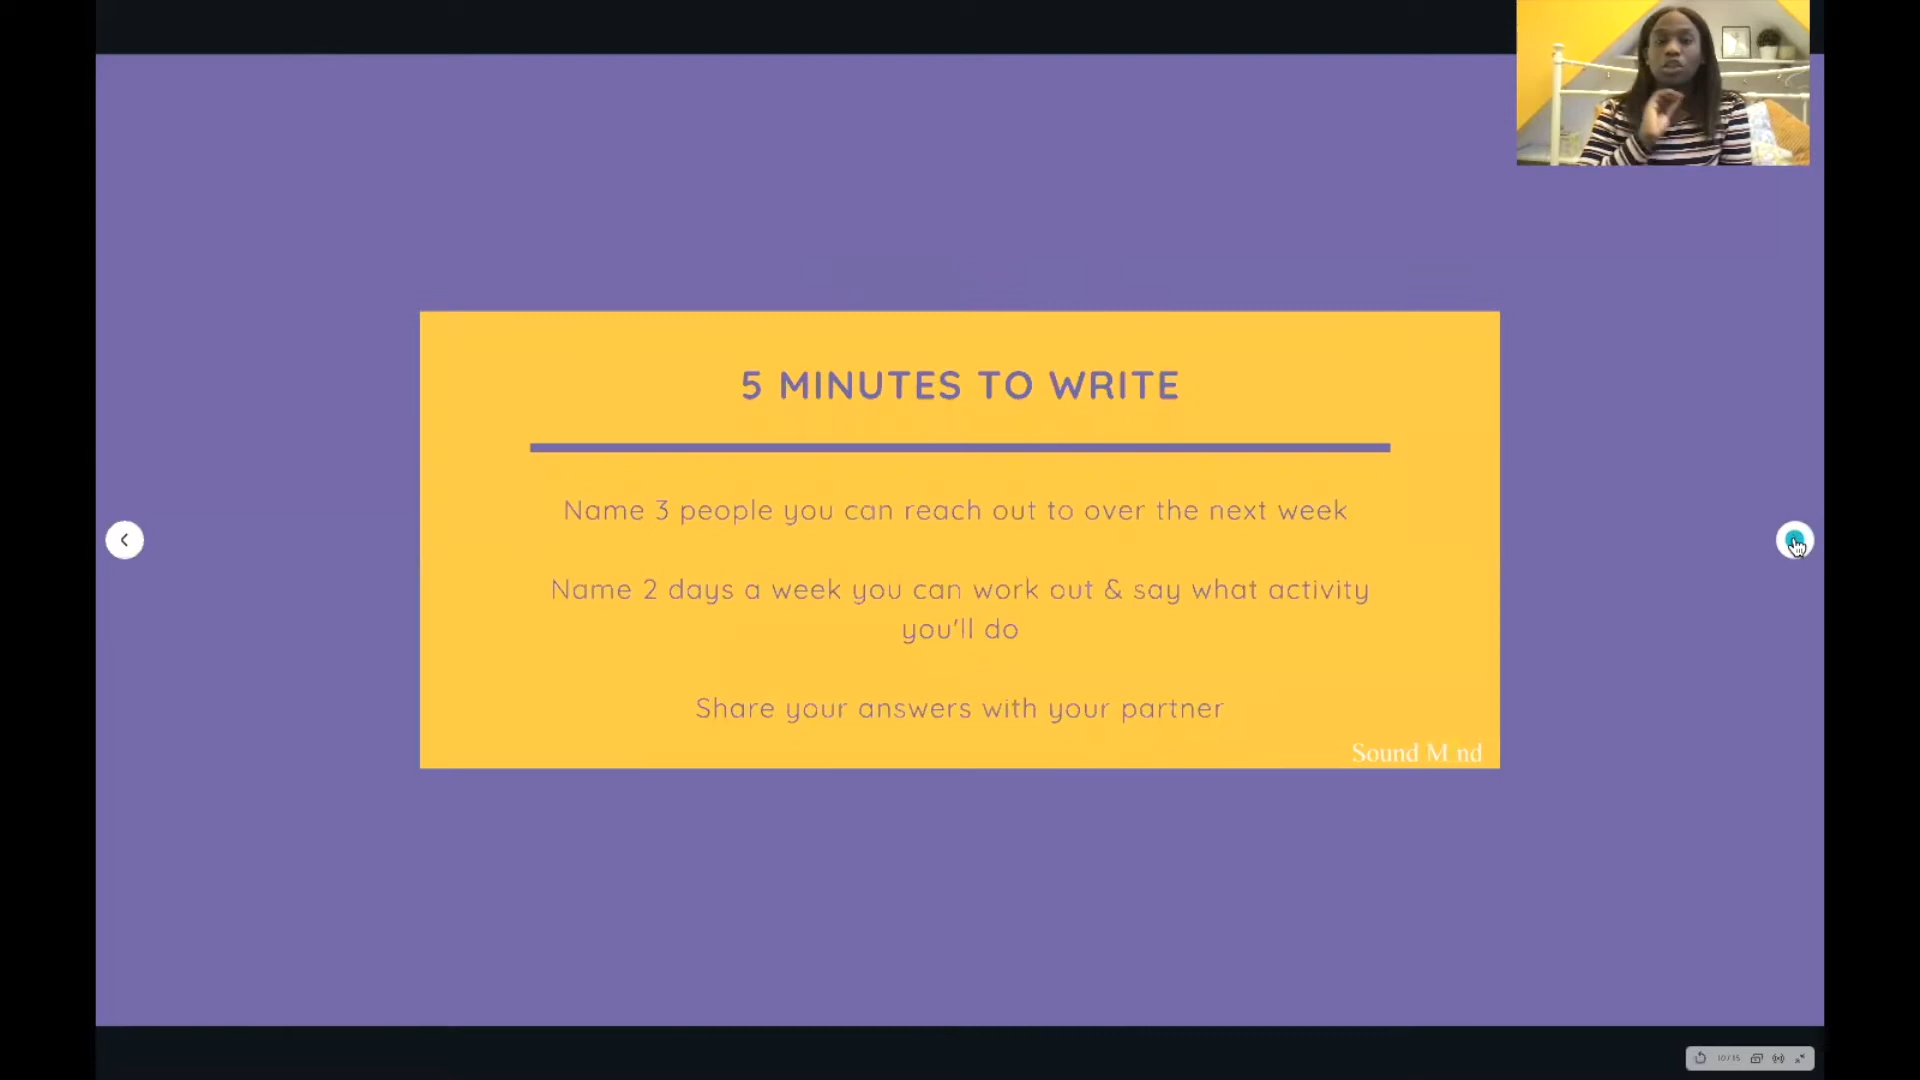 5 MINUTES TO WRITE
Name 3 people you can reach out to over the next week
Name 2 days a week you can work out & say what activity
you'll do
Share your answers with your partner
Sound M nd
10/15